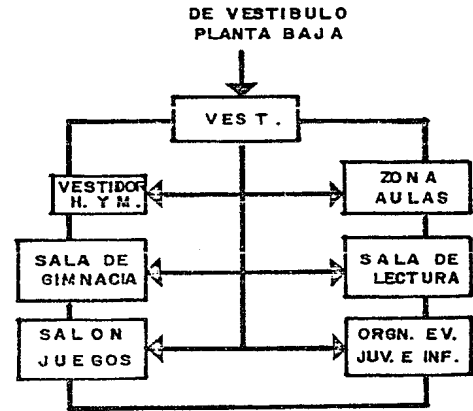 DE VESTIBULO
PLANTA BAJA
VEST.
VESTIDOR
H. Y M.
ZONA
AULAS
SALA DE
GIMNACIA
SALA DE
LECTURA
SALON
JUEGOS
ORGN. EV.
JUV. E INF.